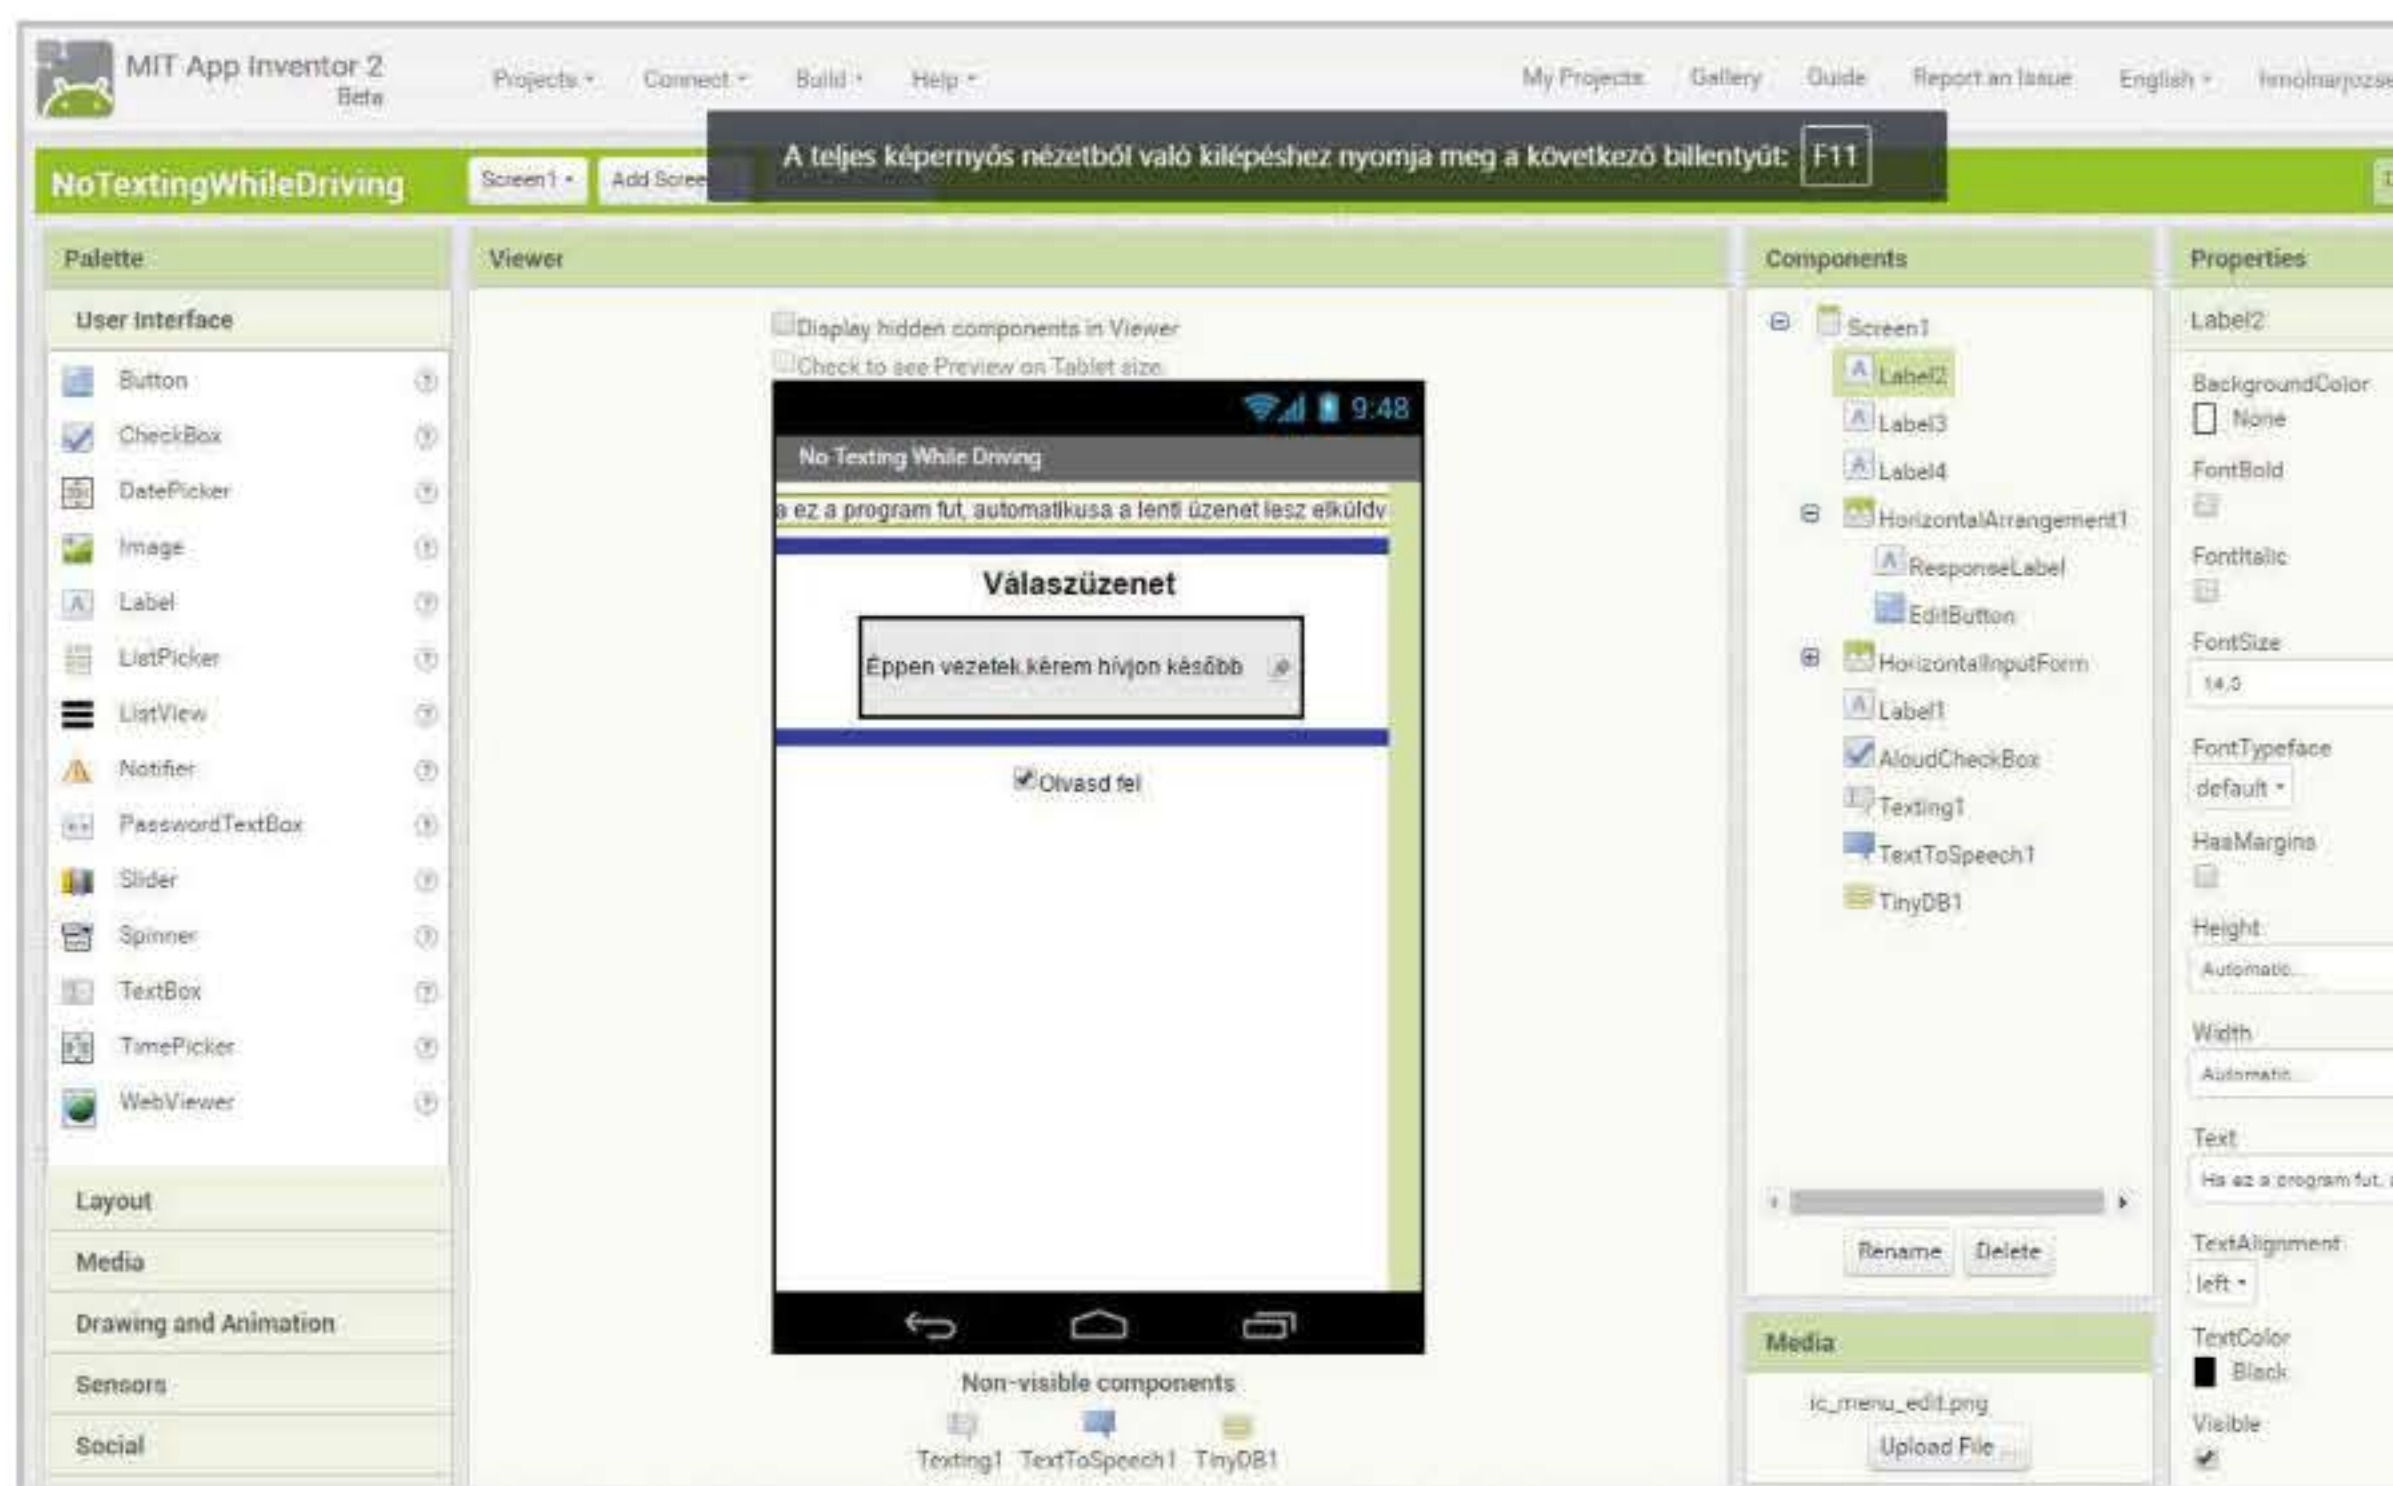 MIT App Inventor 2
Beta
Projects
Connect
Build
Help
My Projects
Gallery
Guide
Report an Issue
English
A teljes képernyős nézetből való kilépéshez nyomja meg a következő billentyűt: F11
NoTextingWhileDriving
Screen1
Add Scree
Palette
User Interface
Button
CheckBox
DatePicker
Image
Label
ListPicker
ListView
Notifier
PasswordTextBox
Slider
Spinner
TextBox
TimePicker
WebViewer
Layout
Media
Drawing and Animation
Sensors
Social
Viewer
Display hidden components in Viewer
Check to see Preview on Tablet size.
9:48
No Texting While Driving
a ez a program fut, automatikusa a lenti üzenet lesz elküldv
Válaszüzenet
Éppen vezetek,kérem hívjon később
Olvasd fel
Non-visible components
Texting1
TextToSpeech1
TinyDB1
Components
Screen1
Label2
Label3
Label4
HorizontalArrangement1
ResponseLabel
EditButton
HorizontalInputForm
Label1
AloudCheckBox
Texting1
TextToSpeech1
TinyDB1
Rename
Delete
Media
ic_menu_edit.png
Upload File ...
Properties
Label2
BackgroundColor
None
FontBold
FontItalic
FontSize
14.0
FontTypeface
default
HasMargins
Height
Automatic...
Width
Automatic...
Text
Ha ez a program fut,
TextAlignment
left
TextColor
Black
Visible